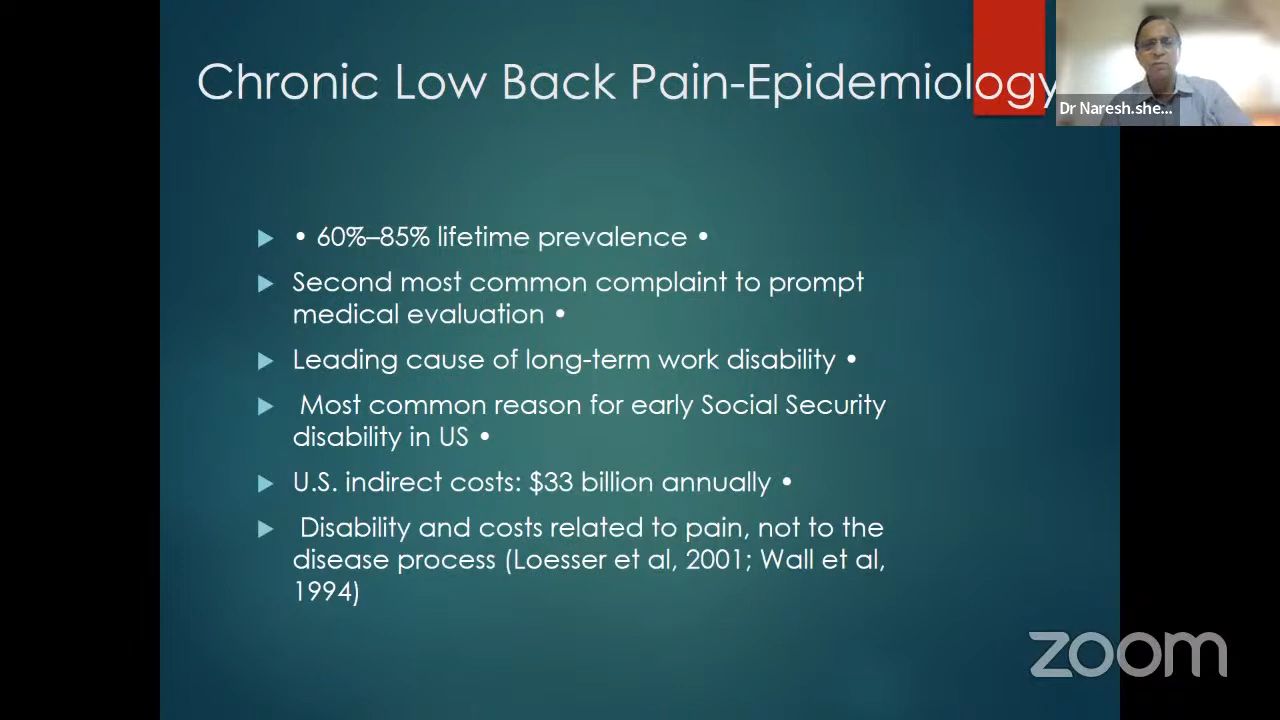 Chronic Low Back Pain-Epidemiology
Dr Naresh.she...
• 60%–85% lifetime prevalence •
Second most common complaint to prompt
medical evaluation •
Leading cause of long-term work disability •
Most common reason for early Social Security
disability in US •
U.S. indirect costs: $33 billion annually •
Disability and costs related to pain, not to the
disease process (Loesser et al, 2001; Wall et al,
1994)
zoom